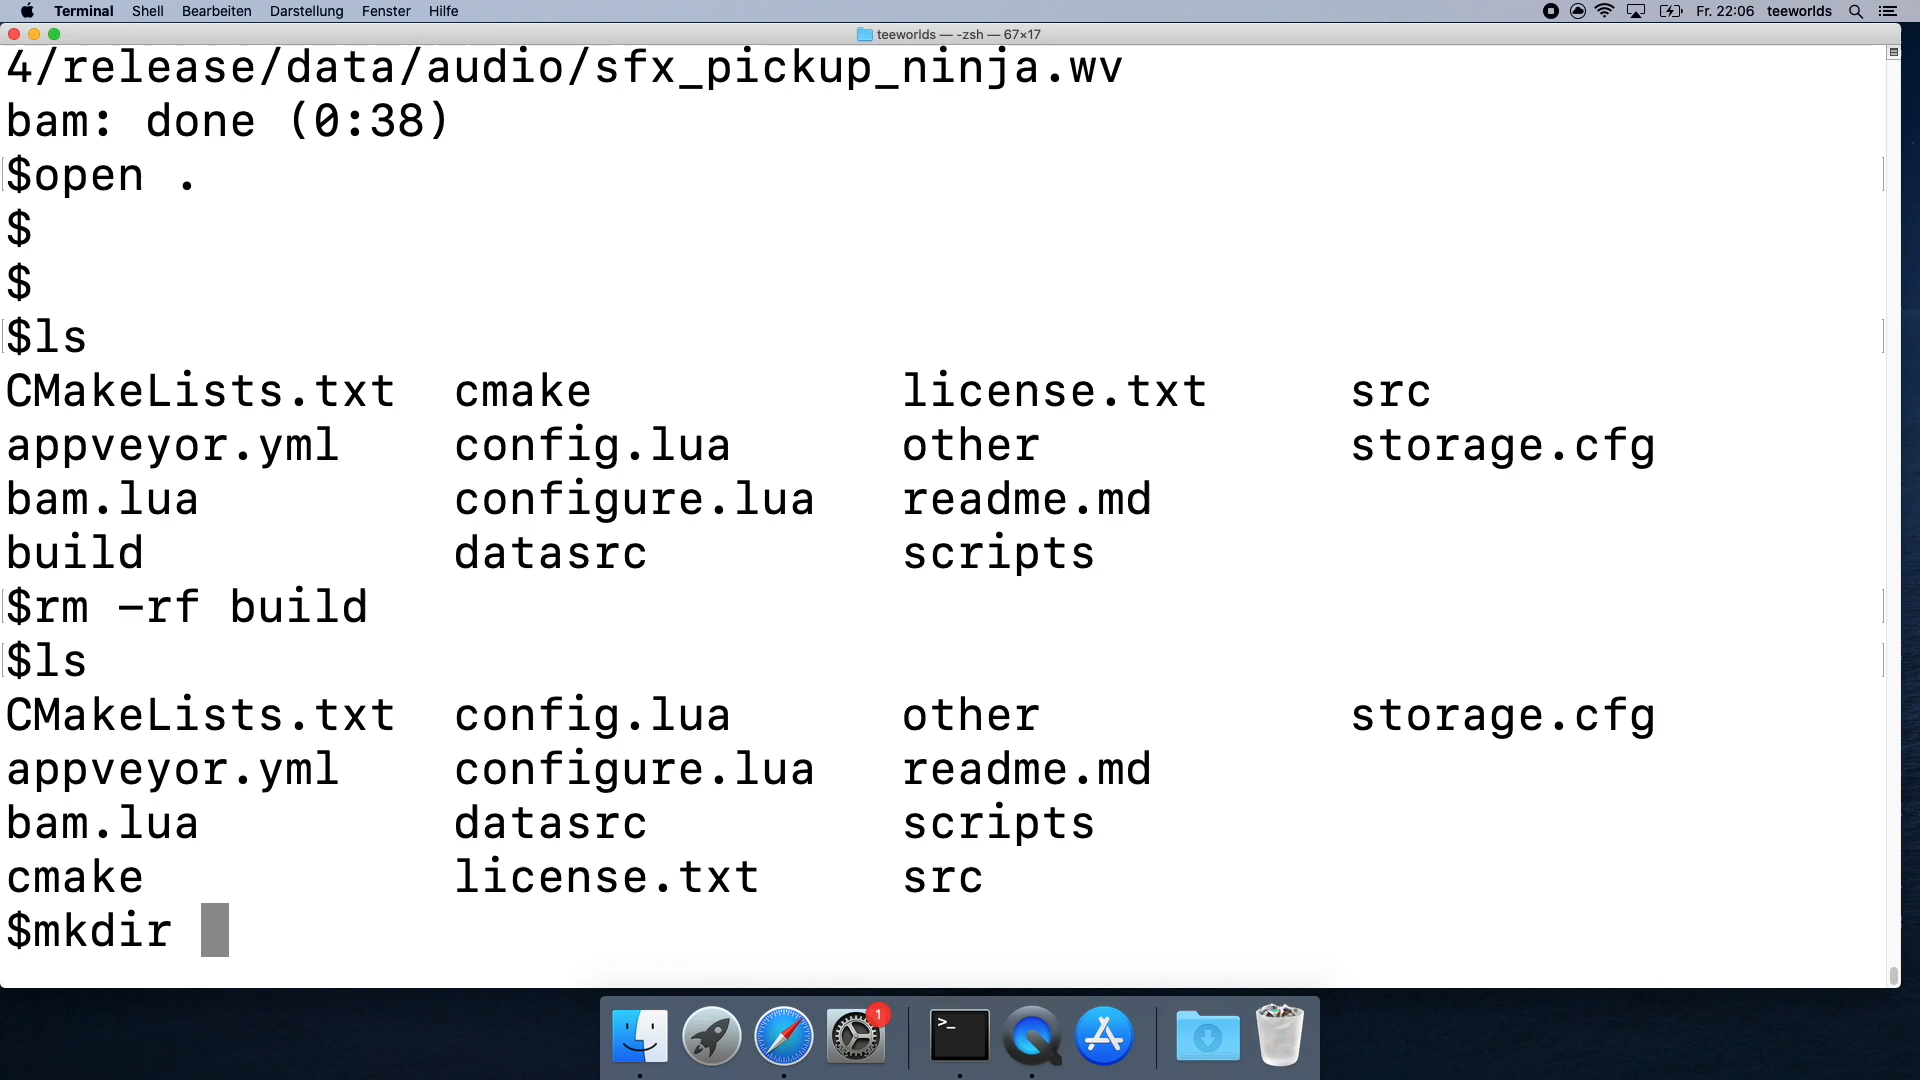 Terminal Shell Bearbeiten Darstellung Fenster Hilfe Fr. 22:06 teeworlds
teeworlds — -zsh — 67×17
4/release/data/audio/sfx_pickup_ninja.wv
bam: done (0:38)
$open .
$
$
$ls
CMakeLists.txt cmake license.txt src
appveyor.yml config.lua other storage.cfg
bam.lua configure.lua readme.md
build datasrc scripts
$rm -rf build
$ls
CMakeLists.txt config.lua other storage.cfg
appveyor.yml configure.lua readme.md
bam.lua datasrc scripts
cmake license.txt src
$mkdir
1
>_